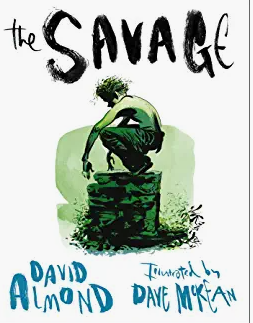 the SAVAGE
DAVID
ALMOND
Illustrated by
DAVE McKEAN